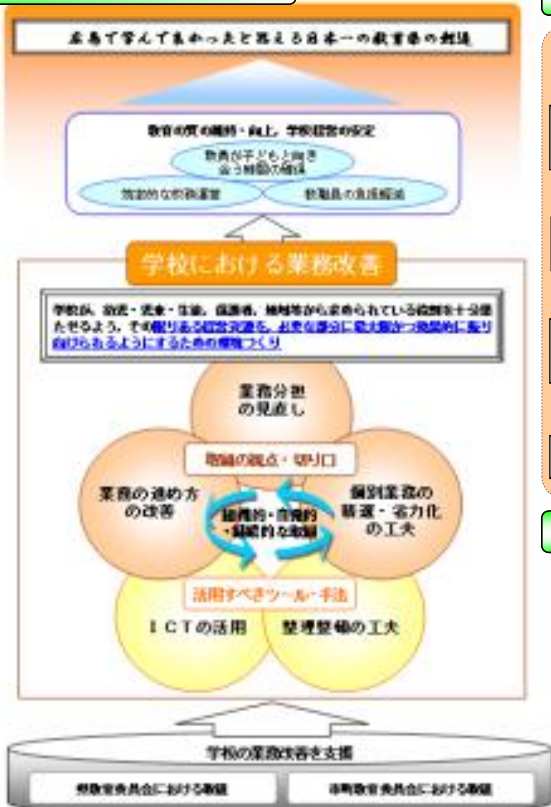 広島で学んで良かったと思える日本一の教育県の創造
教育の質の維持・向上，学校経営の安定
教員が子どもと向き
合う時間の確保
効率的な校務運営
教職員の負担軽減
学校における業務改善
学校が，幼児・児童・生徒，保護者，地域等から求められている役割を十分果
たせるよう，その限りある経営資源を，必要な部分に最大限かつ効果的に振り
向けられるようにするための環境づくり
業務分担
の見直し
取組の視点・切り口
業務の進め方
の改善
個別業務の
精選・省力化
の工夫
組織的・自発的
・継続的な取組
活用すべきツール・手法
ＩＣＴの活用
整理整頓の工夫
学校の業務改善を支援
県教育委員会における取組
市町教育委員会における取組